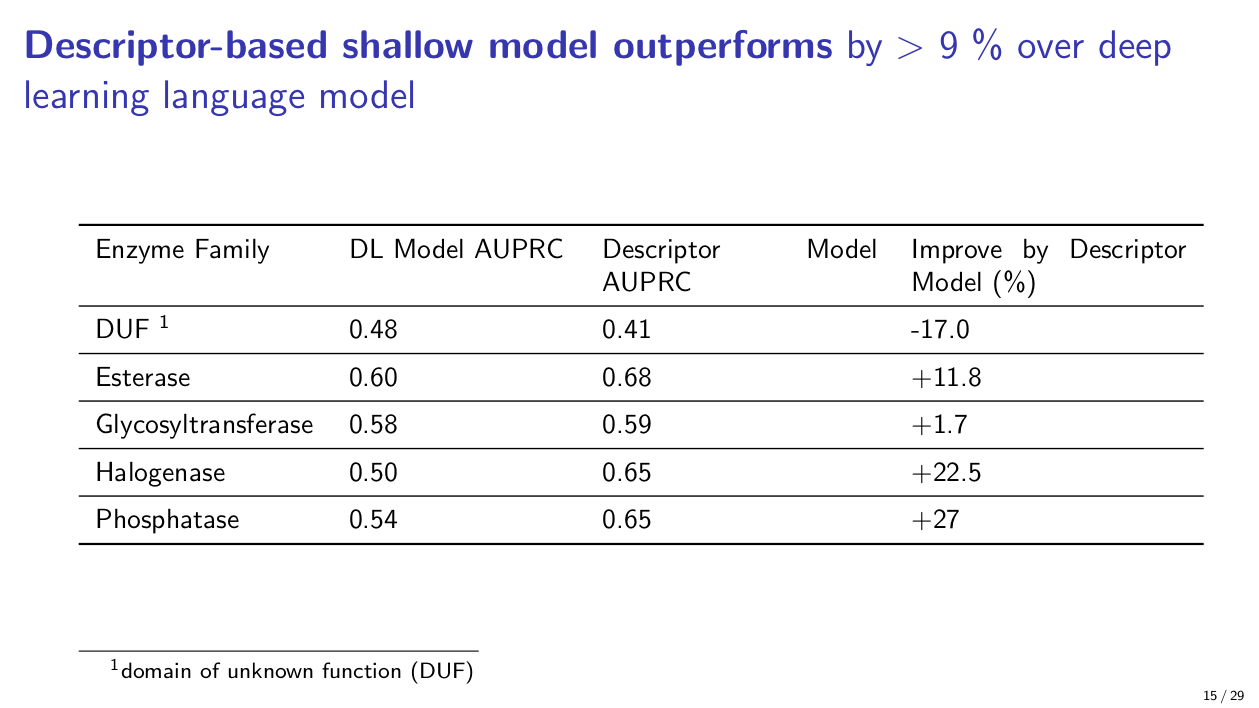 Descriptor-based shallow model outperforms by > 9 % over deep
learning language model
Enzyme Family DL Model AUPRC Descriptor Model AUPRC Improve by Descriptor Model (%)
DUF 1 0.48 0.41 -17.0
Esterase 0.60 0.68 +11.8
Glycosyltransferase 0.58 0.59 +1.7
Halogenase 0.50 0.65 +22.5
Phosphatase 0.54 0.65 +27
1domain of unknown function (DUF)
15 / 29